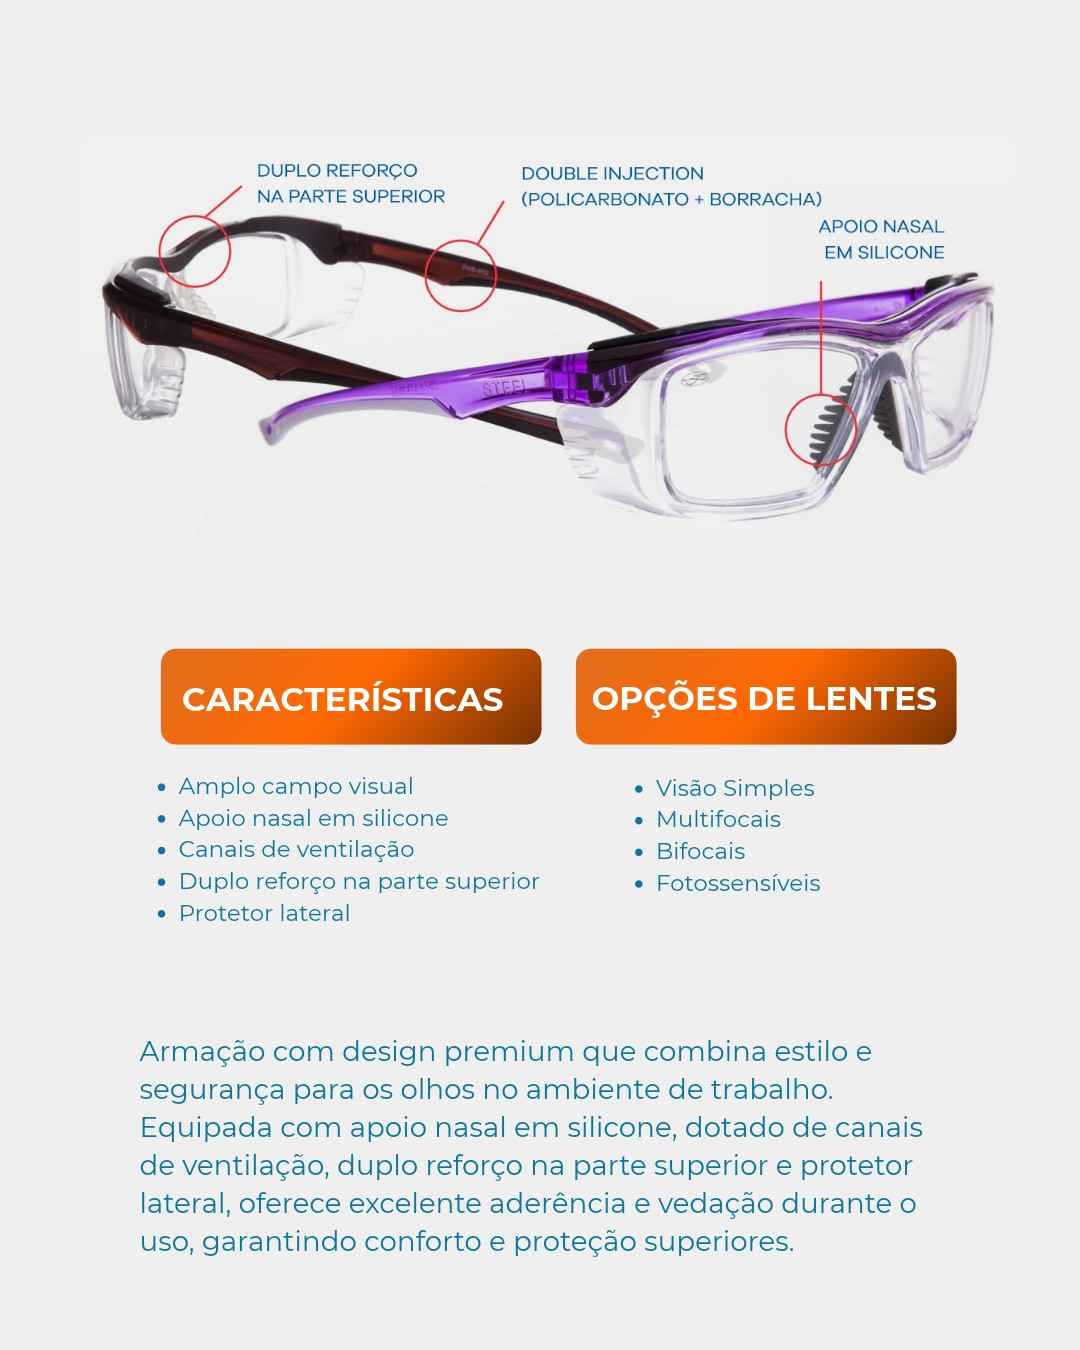 DUPLO REFORÇO
NA PARTE SUPERIOR
DOUBLE INJECTION
(POLICARBONATO + BORRACHA)
APOIO NASAL
EM SILICONE
STEEL
CARACTERÍSTICAS
Amplo campo visual
Apoio nasal em silicone
Canais de ventilação
Duplo reforço na parte superior
Protetor lateral
OPÇÕES DE LENTES
Visão Simples
Multifocais
Bifocais
Fotossensíveis
Armação com design premium que combina estilo e
segurança para os olhos no ambiente de trabalho.
Equipada com apoio nasal em silicone, dotado de canais
de ventilação, duplo reforço na parte superior e protetor
lateral, oferece excelente aderência e vedação durante o
uso, garantindo conforto e proteção superiores.